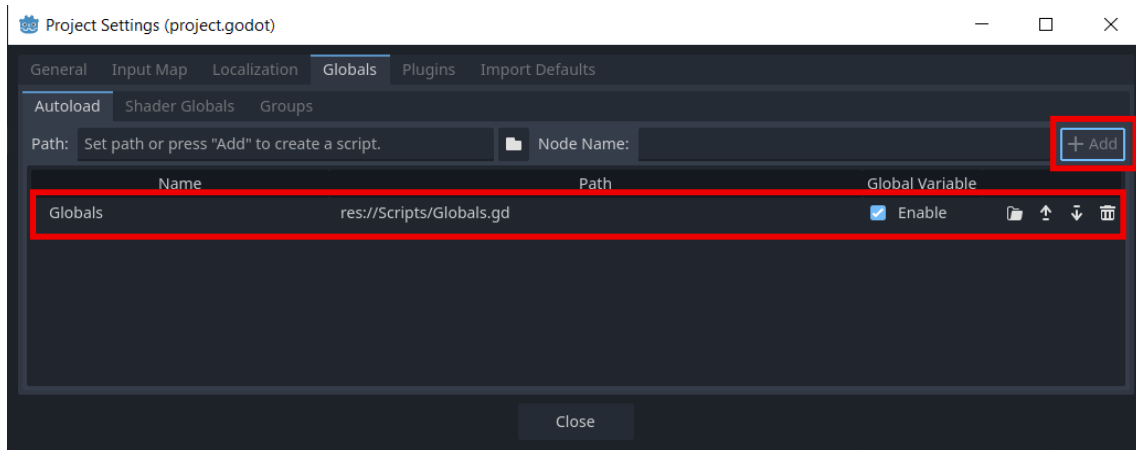 Project Settings (project.godot)
General Input Map Localization Globals Plugins Import Defaults
Autoload Shader Globals Groups
Path: Set path or press "Add" to create a script. Node Name: + Add
Name Path Global Variable
Globals res://Scripts/Globals.gd Enable
Close